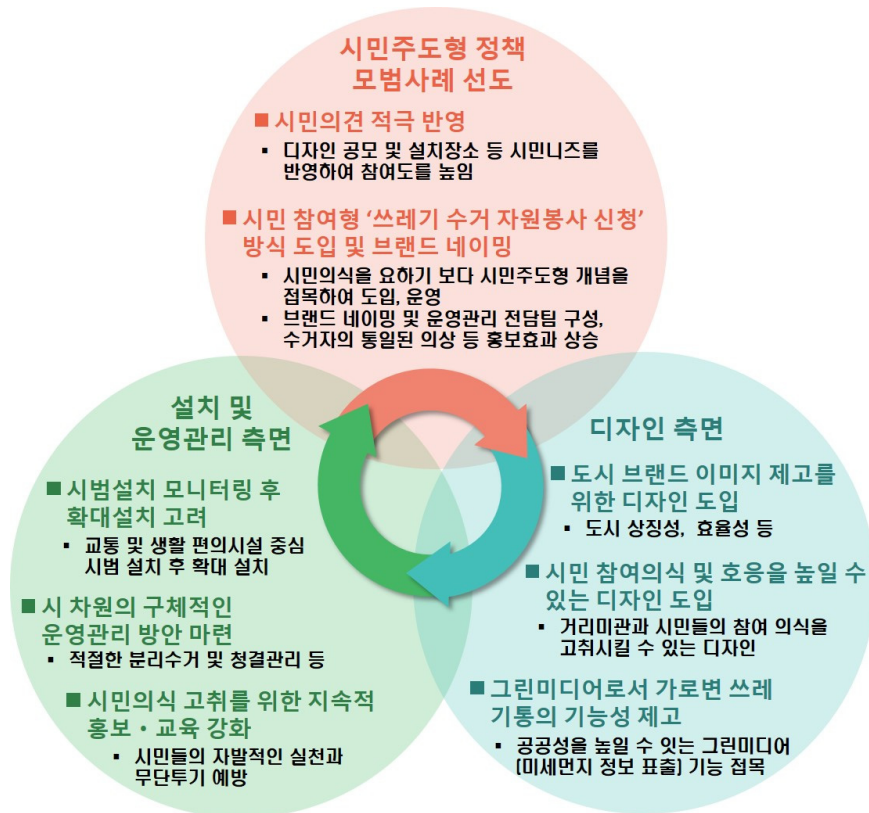 시민주도형 정책
모범사례 선도
■ 시민의견 적극 반영
▪ 디자인 공모 및 설치장소 등 시민니즈를
반영하여 참여도를 높임
■ 시민 참여형 ‘쓰레기 수거 자원봉사 신청’
방식 도입 및 브랜드 네이밍
▪ 시민의식을 요하기 보다 시민주도형 개념을
접목하여 도입, 운영
▪ 브랜드 네이밍 및 운영관리 전담팀 구성,
수거자의 통일된 의상 등 홍보효과 상승
설치 및
운영관리 측면
■ 시범설치 모니터링 후
확대설치 고려
▪ 교통 및 생활 편의시설 중심
시범 설치 후 확대 설치
■ 시 차원의 구체적인
운영관리 방안 마련
▪ 적절한 분리수거 및 청결관리 등
■ 시민의식 고취를 위한 지속적
홍보・교육 강화
▪ 시민들의 자발적인 실천과
무단투기 예방
디자인 측면
■ 도시 브랜드 이미지 제고를
위한 디자인 도입
▪ 도시 상징성, 효율성 등
■ 시민 참여의식 및 호응을 높일 수
있는 디자인 도입
▪ 거리미관과 시민들의 참여 의식을
고취시킬 수 있는 디자인
■ 그린미디어로서 가로변 쓰레
기통의 기능성 제고
▪ 공공성을 높일 수 잇는 그린미디어
(미세먼지 정보 표출) 기능 접목